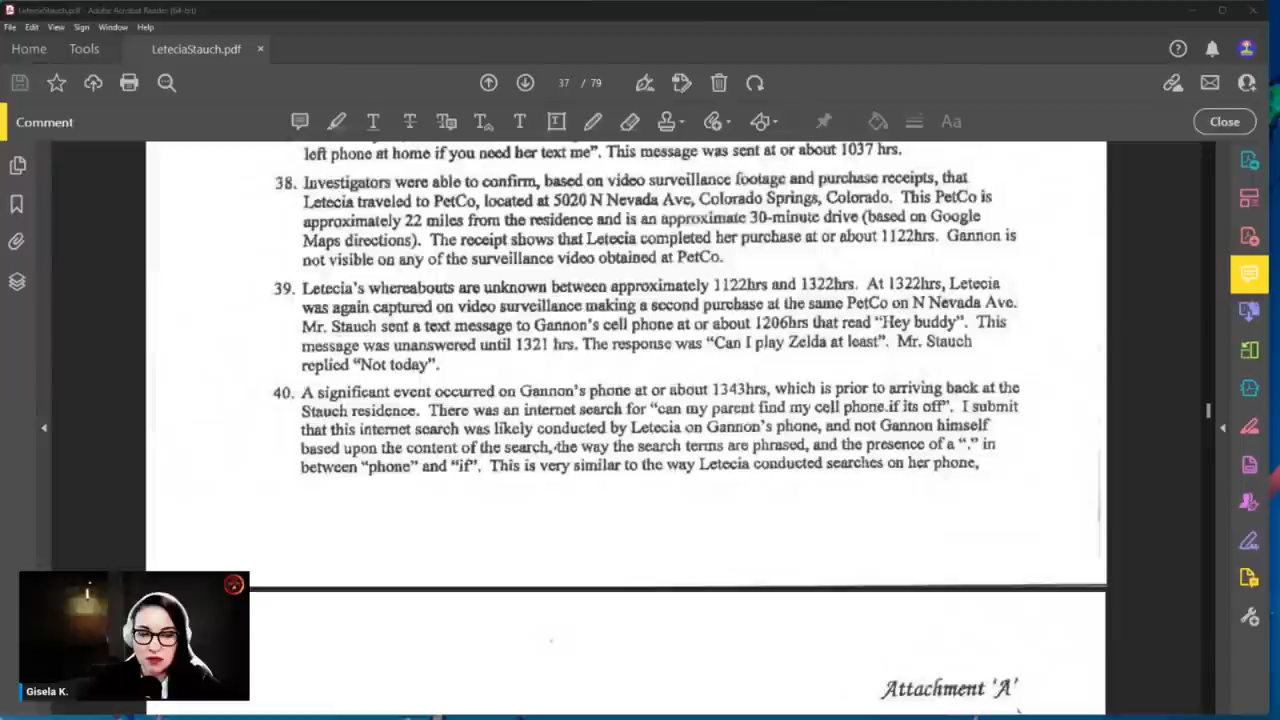 LeteciaStauch.pdf - Adobe Acrobat Reader (64-bit)
File Edit View Sign Window Help
Home Tools LeteciaStauch.pdf ×
37 / 79
Comment
Aa
Close
left phone at home if you need her text me”. This message was sent at or about 1037 hrs.
38. Investigators were able to confirm, based on video surveillance footage and purchase receipts, that
Letecia traveled to PetCo, located at 5020 N Nevada Ave, Colorado Springs, Colorado. This PetCo is
approximately 22 miles from the residence and is an approximate 30-minute drive (based on Google
Maps directions). The receipt shows that Letecia completed her purchase at or about 1122hrs. Gannon is
not visible on any of the surveillance video obtained at PetCo.
39. Letecia's whereabouts are unknown between approximately 1122hrs and 1322hrs. At 1322hrs, Letecia
was again captured on video surveillance making a second purchase at the same PetCo on N Nevada Ave.
Mr. Stauch sent a text message to Gannon's cell phone at or about 1206hrs that read “Hey buddy”. This
message was unanswered until 1321 hrs. The response was “Can I play Zelda at least”. Mr. Stauch
replied “Not today”.
40. A significant event occurred on Gannon's phone at or about 1343hrs, which is prior to arriving back at the
Stauch residence. There was an internet search for “can my parent find my cell phone.if its off”. I submit
that this internet search was likely conducted by Letecia on Gannon's phone, and not Gannon himself
based upon the content of the search, the way the search terms are phrased, and the presence of a “.” in
between “phone” and “if”. This is very similar to the way Letecia conducted searches on her phone,
Attachment 'A'
Gisela K.